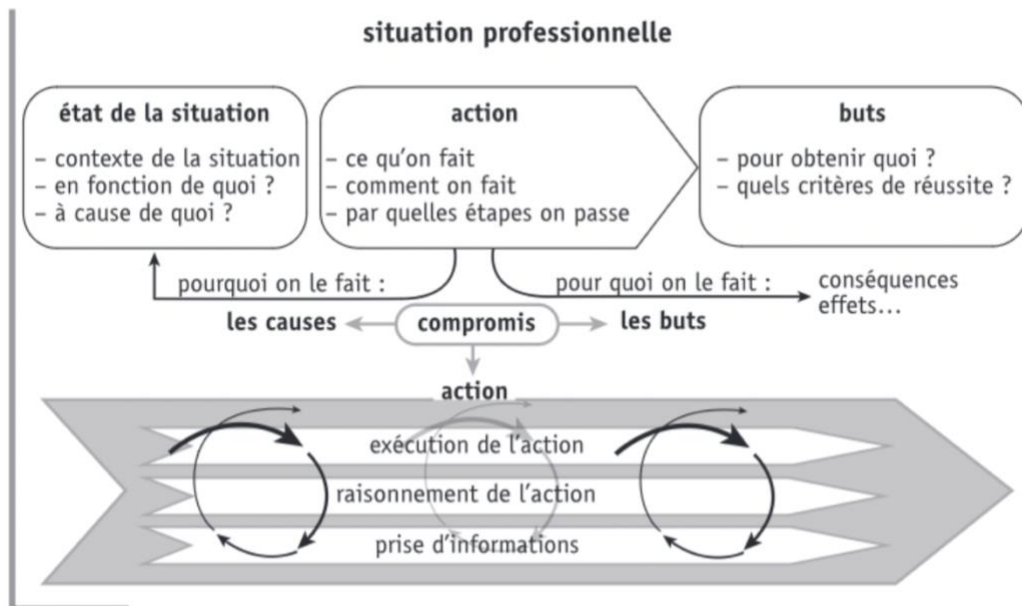 situation professionnelle
état de la situation
– contexte de la situation
– en fonction de quoi ?
– à cause de quoi ?
action
– ce qu'on fait
– comment on fait
– par quelles étapes on passe
buts
– pour obtenir quoi ?
– quels critères de réussite ?
pourquoi on le fait :
pour quoi on le fait :
conséquences
effets...
les causes
compromis
les buts
action
exécution de l'action
raisonnement de l'action
prise d'informations